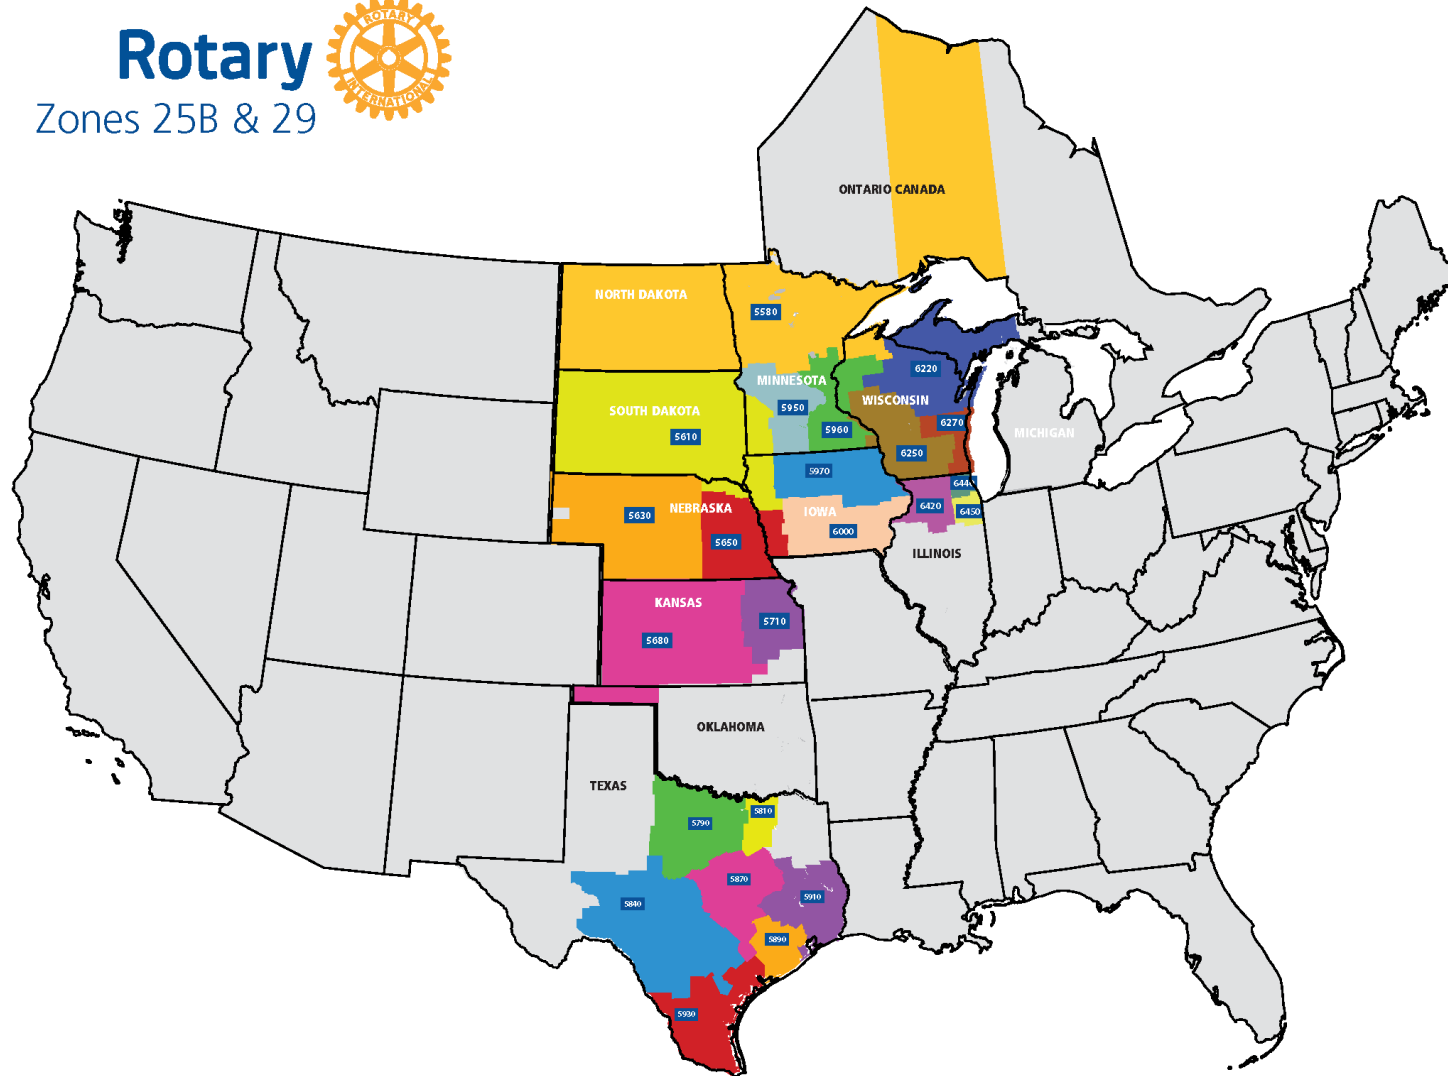 ROTARY
Rotary
INTERNATIONAL
Zones 25B & 29
ONTARIO CANADA
NORTH DAKOTA
5580
6220
MINNESOTA
WISCONSIN
SOUTH DAKOTA
5950
6270
5610
5960
MICHIGAN
6250
5970
6420
6450
NEBRASKA
IOWA
5630
6000
5650
ILLINOIS
KANSAS
5710
5680
OKLAHOMA
TEXAS
5810
5790
5870
5910
5840
5890
5930